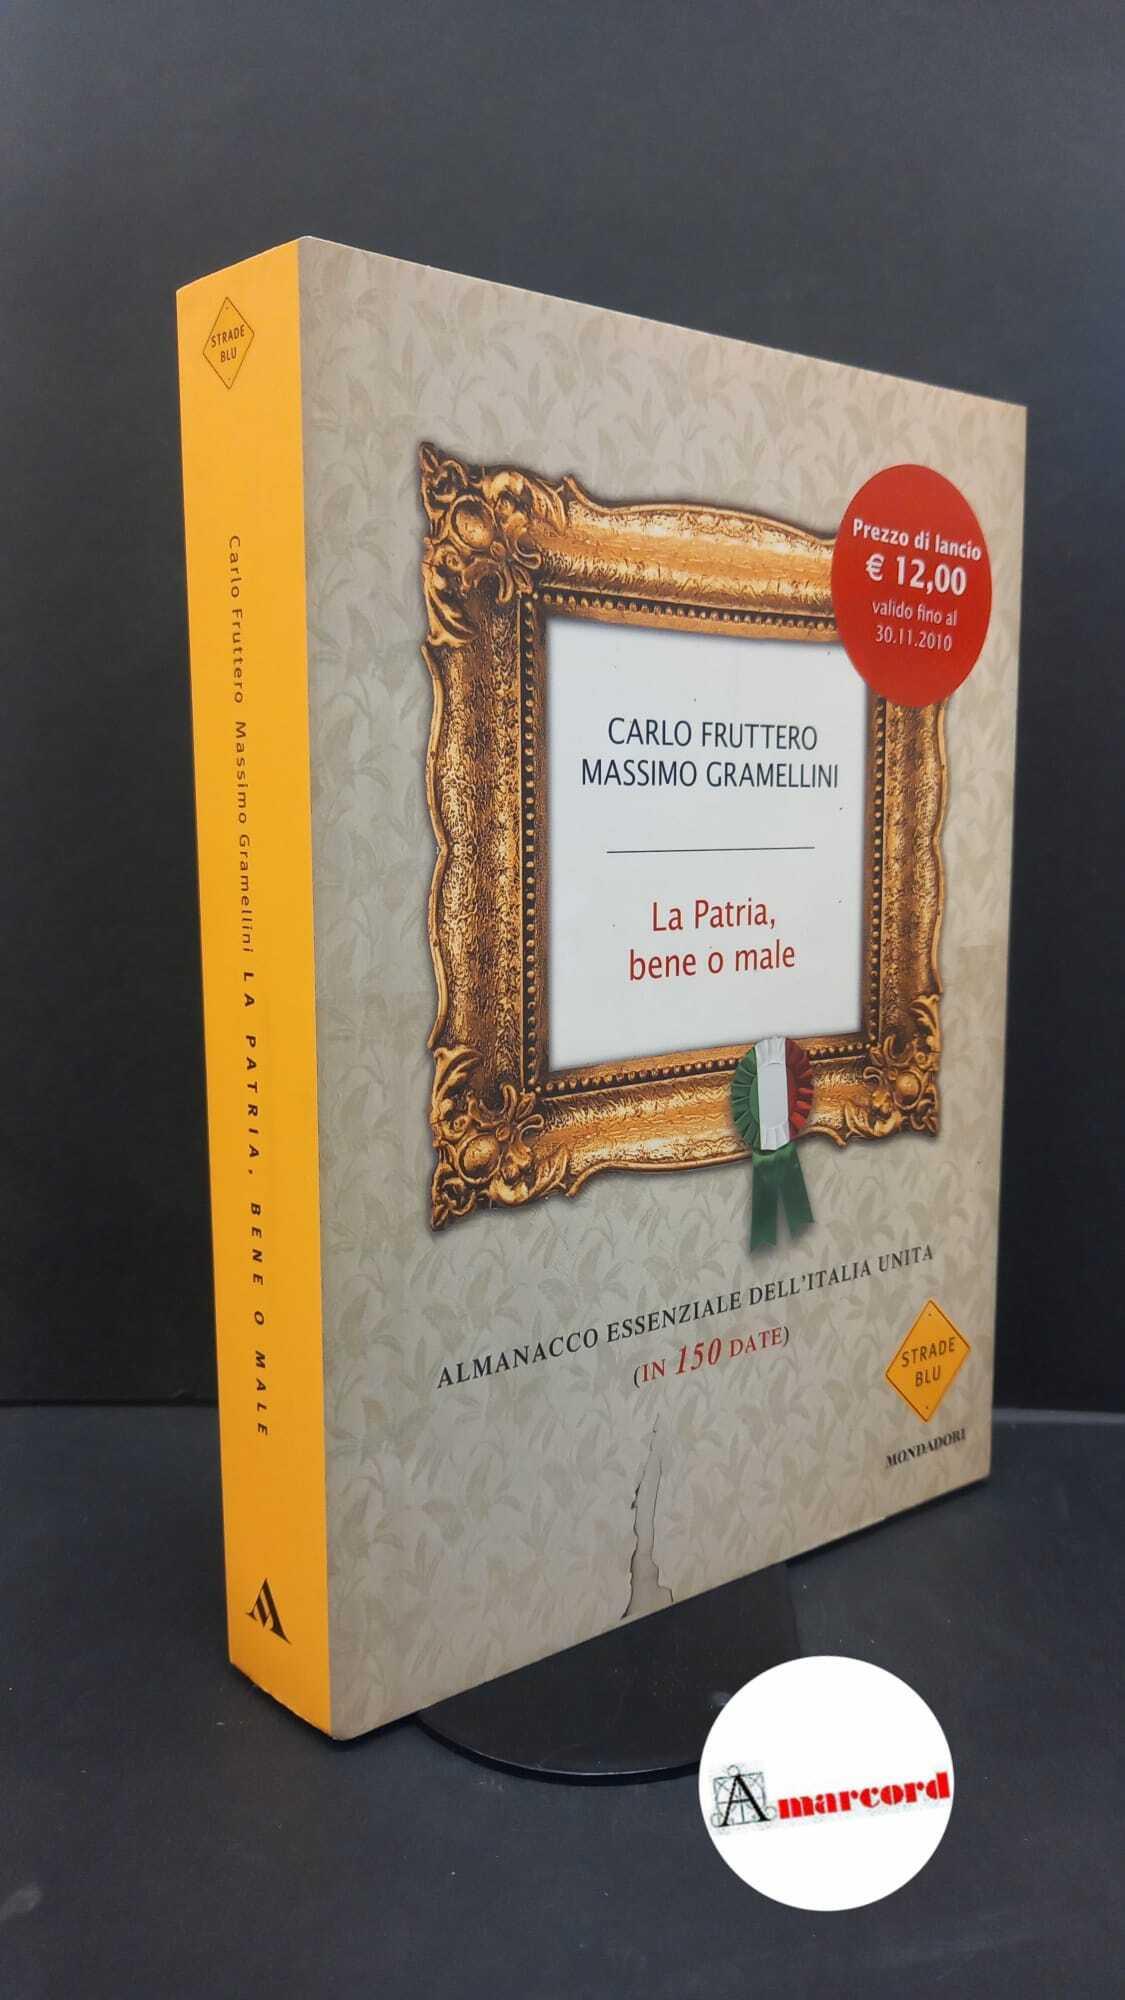 STRADE
BLU
Carlo Fruttero Massimo Gramellini LA PATRIA, BENE O MALE
Prezzo di lancio
€ 12,00
valido fino al
30.11.2010
CARLO FRUTTERO
MASSIMO GRAMELLINI
La Patria,
bene o male
ALMANACCO ESSENZIALE DELL'ITALIA UNITA
(IN 150 DATE)
STRADE
BLU
MONDADORI
Amarcord